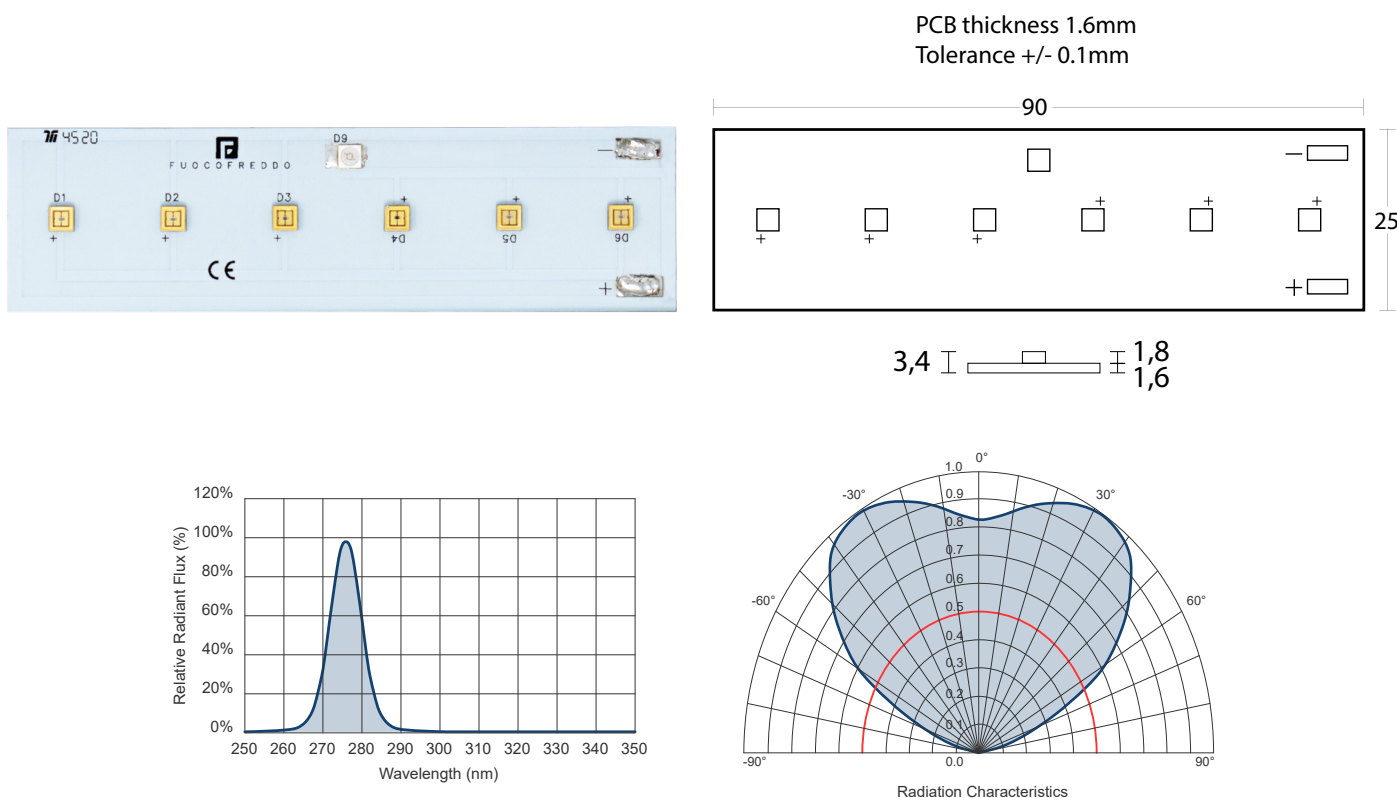 PCB thickness 1.6mm
Tolerance +/- 0.1mm
90
4520
D9
FUOCOFREDDO
−
D1 D2 D3 + + +
+ + + D4 D5 D6
CE
+
−
+ + +
+ + +
25
+
3,4
1,8
1,6
120%
100%
80%
60%
40%
20%
0%
250 260 270 280 290 300 310 320 330 340 350
Relative Radiant Flux (%)
Wavelength (nm)
0°
-30° 30°
-60° 60°
-90° 90°
1.0
0.9
0.8
0.7
0.6
0.5
0.4
0.3
0.2
0.1
0.0
Radiation Characteristics